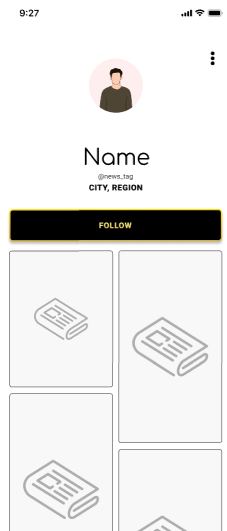 9:27
Name
@news_tag
CITY, REGION
FOLLOW